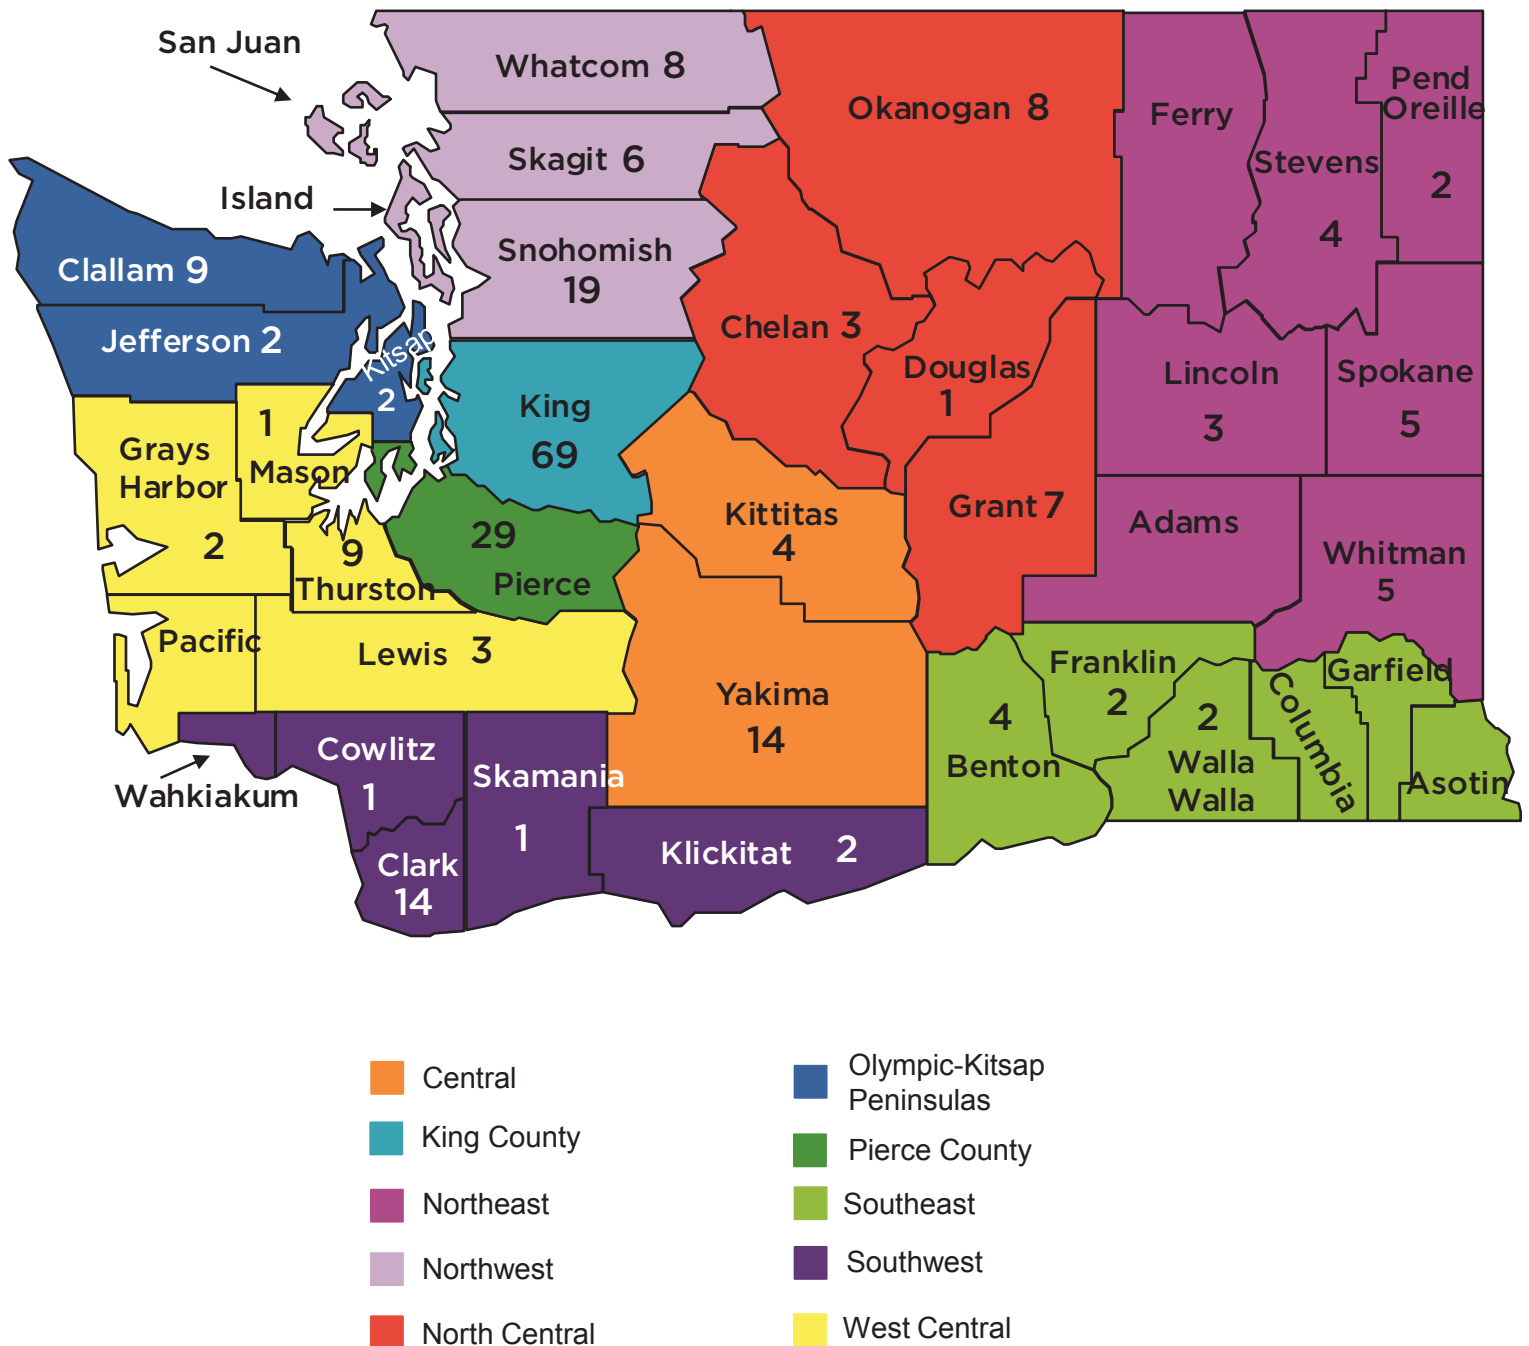 San Juan
Whatcom 8
Okanogan 8
Ferry
Pend
Oreille
2
Stevens
4
Skagit 6
Island
Snohomish
19
Clallam 9
Jefferson 2
Kitsap
2
Chelan 3
Douglas
1
Lincoln
3
Spokane
5
King
69
1
Mason
Grays
Harbor
2
Kittitas
4
Grant 7
Adams
Whitman
5
29
Pierce
9
Thurston
Pacific
Lewis 3
Yakima
14
Franklin
2
Garfield
4
Benton
2
Walla
Walla
Columbia
Asotin
Wahkiakum
Cowlitz
1
Skamania
1
Clark
14
Klickitat 2
Central
King County
Northeast
Northwest
North Central
Olympic-Kitsap
Peninsulas
Pierce County
Southeast
Southwest
West Central